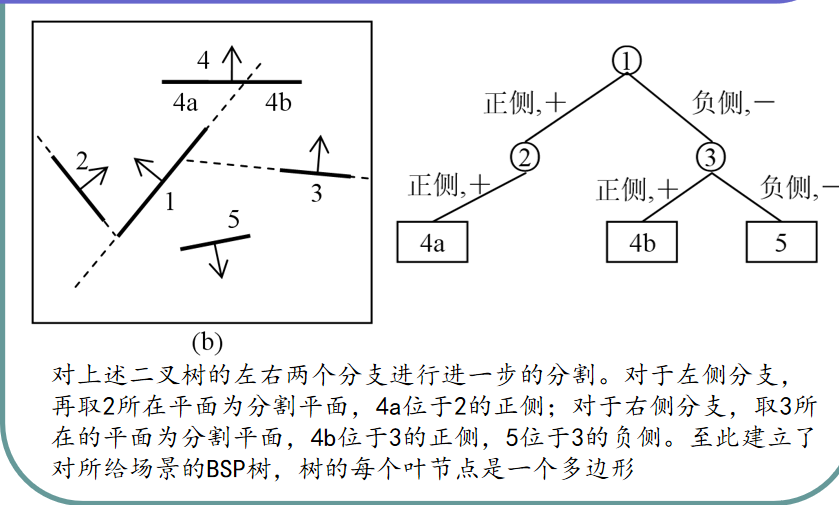 4
4a
4b
2
1
3
5
(b)
1
正侧,＋
负侧,－
2
3
正侧,＋
正侧,＋
负侧,－
4a
4b
5
对上述二叉树的左右两个分支进行进一步的分割。对于左侧分支，
再取2所在平面为分割平面，4a位于2的正侧；对于右侧分支，取3所
在的平面为分割平面，4b位于3的正侧，5位于3的负侧。至此建立了
对所给场景的BSP树，树的每个叶节点是一个多边形